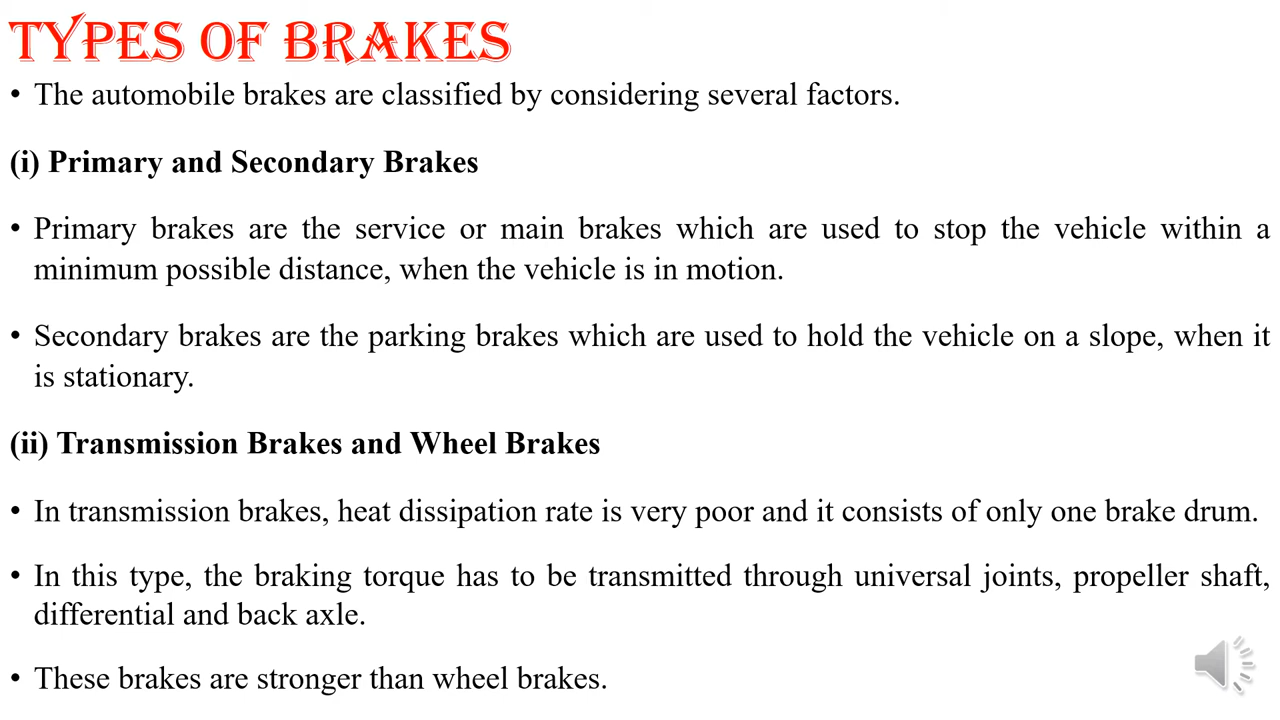 TYPES OF BRAKES
• The automobile brakes are classified by considering several factors.
(i) Primary and Secondary Brakes
• Primary brakes are the service or main brakes which are used to stop the vehicle within a
minimum possible distance, when the vehicle is in motion.
• Secondary brakes are the parking brakes which are used to hold the vehicle on a slope, when it
is stationary.
(ii) Transmission Brakes and Wheel Brakes
• In transmission brakes, heat dissipation rate is very poor and it consists of only one brake drum.
• In this type, the braking torque has to be transmitted through universal joints, propeller shaft,
differential and back axle.
• These brakes are stronger than wheel brakes.